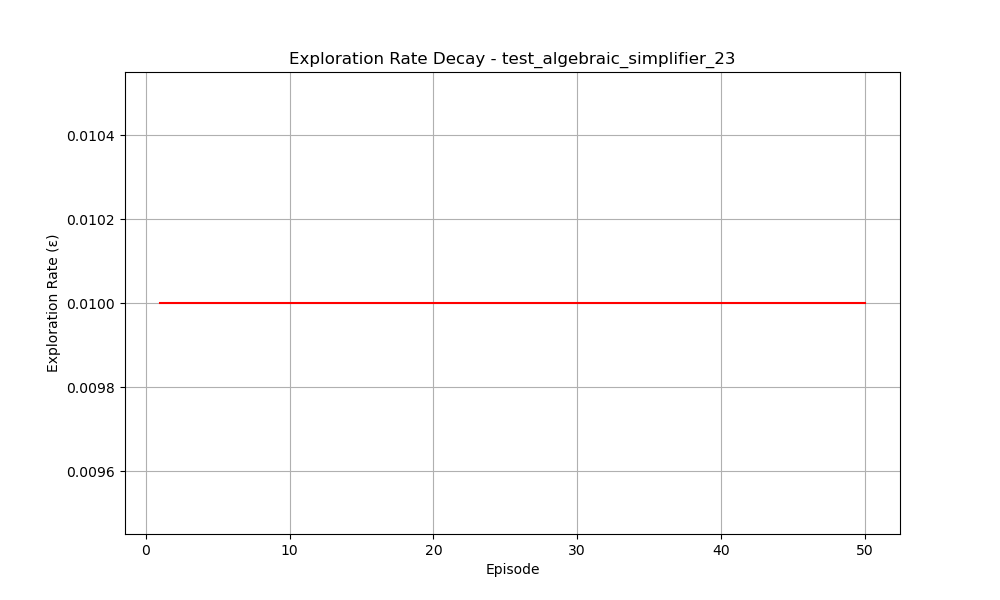 Exploration Rate Decay - test_algebraic_simplifier_23
Exploration Rate (ε)
0.0104
0.0102
0.0100
0.0098
0.0096
0 10 20 30 40 50
Episode